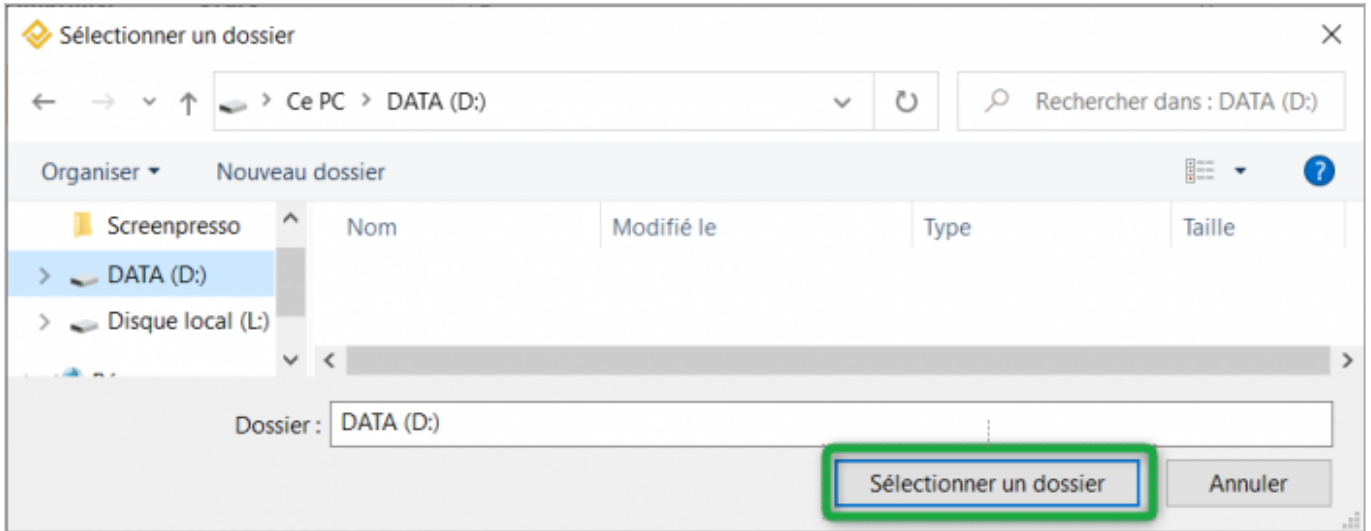 Sélectionner un dossier
Ce PC > DATA (D:)
Rechercher dans : DATA (D:)
Organiser
Nouveau dossier
Screenpresso
Nom
Modifié le
Type
Taille
DATA (D:)
Disque local (L:)
Dossier : DATA (D:)
Sélectionner un dossier
Annuler